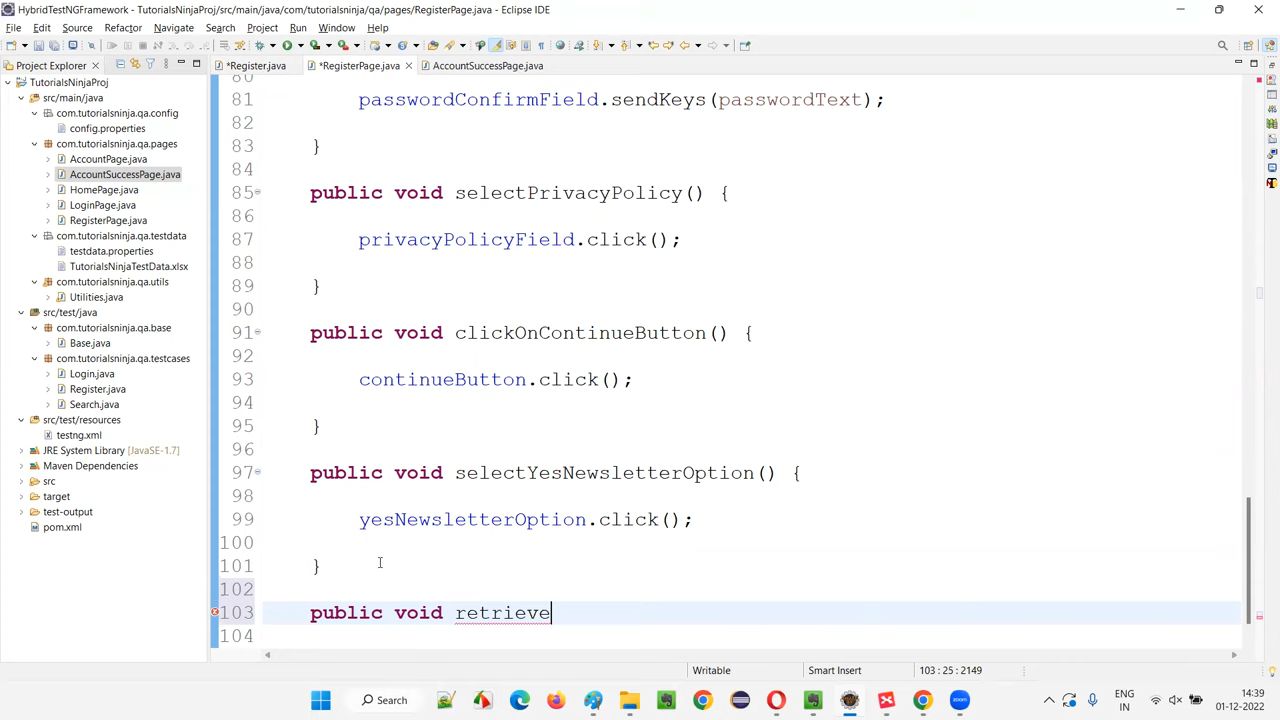 HybridTestNGFramework - TutorialsNinjaProj/src/main/java/com/tutorialsninja/qa/pages/RegisterPage.java - Eclipse IDE
File Edit Source Refactor Navigate Search Project Run Window Help
Project Explorer
*Register.java *RegisterPage.java AccountSuccessPage.java
TutorialsNinjaProj
src/main/java
com.tutorialsninja.qa.config
config.properties
com.tutorialsninja.qa.pages
AccountPage.java
AccountSuccessPage.java
HomePage.java
LoginPage.java
RegisterPage.java
com.tutorialsninja.qa.testdata
testdata.properties
TutorialsNinjaTestData.xlsx
com.tutorialsninja.qa.utils
Utilities.java
src/test/java
com.tutorialsninja.qa.base
Base.java
com.tutorialsninja.qa.testcases
Login.java
Register.java
Search.java
src/test/resources
testng.xml
JRE System Library [JavaSE-1.7]
Maven Dependencies
src
target
test-output
pom.xml
80
81 passwordConfirmField.sendKeys(passwordText);
82
83 }
84
85 public void selectPrivacyPolicy() {
86
87 privacyPolicyField.click();
88
89 }
90
91 public void clickOnContinueButton() {
92
93 continueButton.click();
94
95 }
96
97 public void selectYesNewsletterOption() {
98
99 yesNewsletterOption.click();
100
101 }
102
103 public void retrieve
104
Writable Smart Insert 103 : 25 : 2149
Search
ENG IN
14:39
01-12-2022